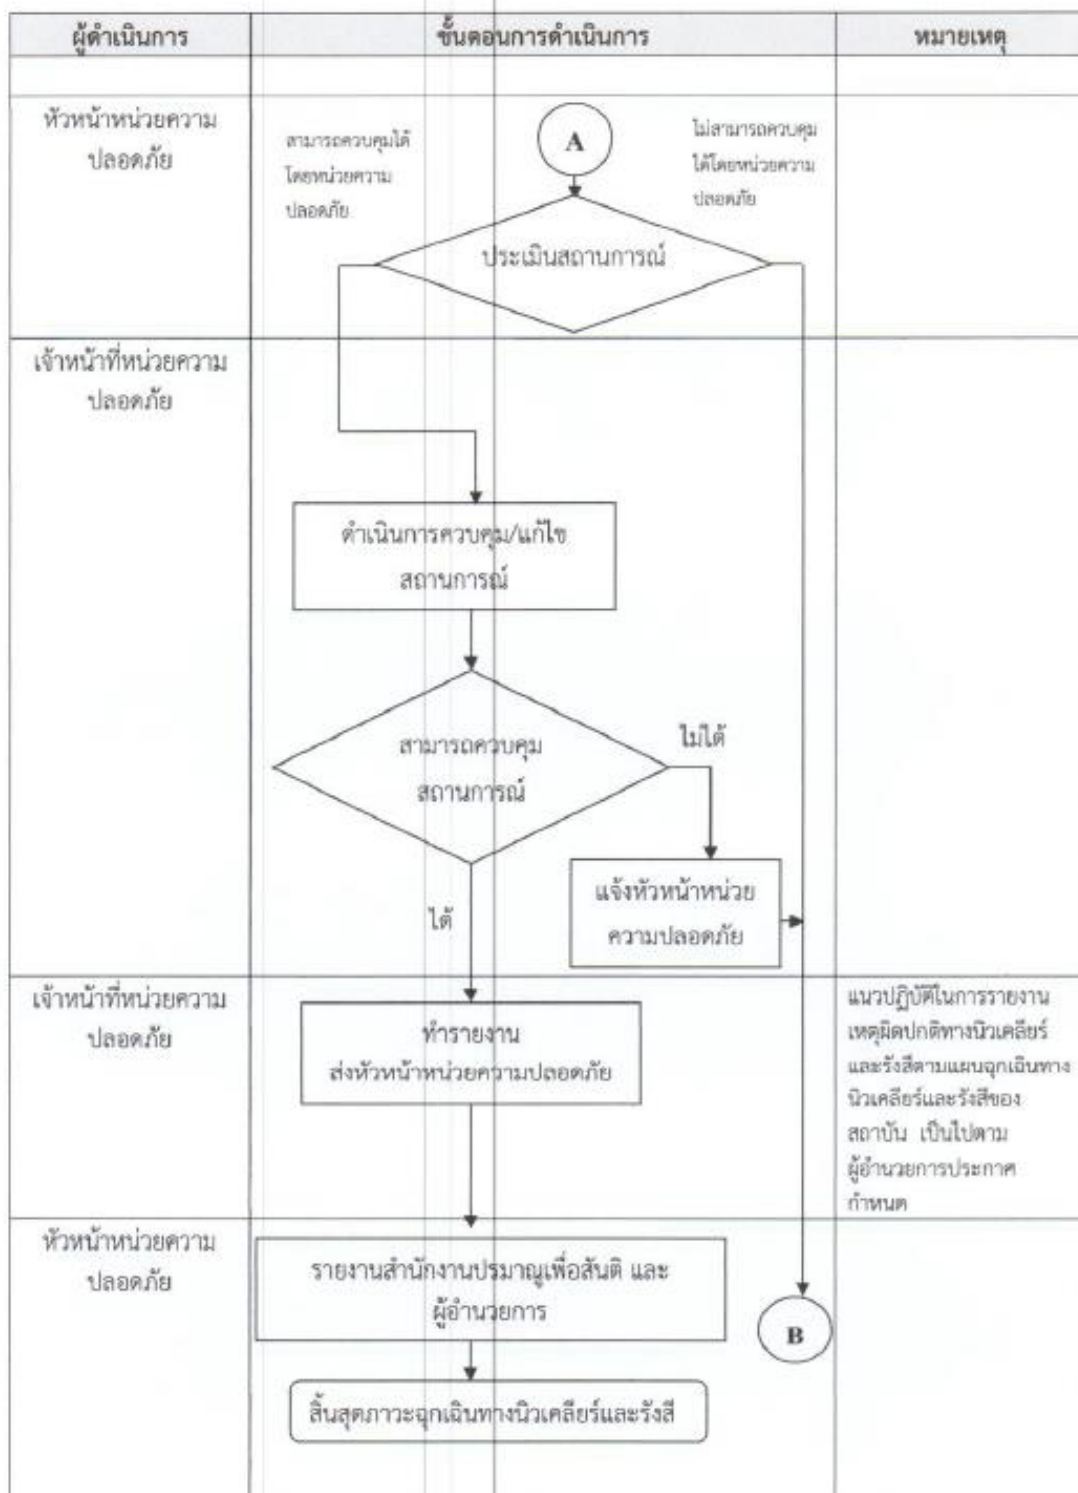 ผู้ดำเนินการ
ขั้นตอนการดำเนินการ
หมายเหตุ
หัวหน้าหน่วยความ
ปลอดภัย
สามารถควบคุมได้
โดยหน่วยความ
ปลอดภัย
A
ไม่สามารถควบคุม
ได้โดยหน่วยความ
ปลอดภัย
ประเมินสถานการณ์
เจ้าหน้าที่หน่วยความ
ปลอดภัย
ดำเนินการควบคุม/แก้ไข
สถานการณ์
สามารถควบคุม
สถานการณ์
ไม่ได้
แจ้งหัวหน้าหน่วย
ความปลอดภัย
ได้
เจ้าหน้าที่หน่วยความ
ปลอดภัย
ทำรายงาน
ส่งหัวหน้าหน่วยความปลอดภัย
แนวปฏิบัติในการรายงาน
เหตุผิดปกติทางนิวเคลียร์
และรังสีตามแผนฉุกเฉินทาง
นิวเคลียร์และรังสีของ
สถาบัน เป็นไปตาม
ผู้อำนวยการประกาศ
กำหนด
หัวหน้าหน่วยความ
ปลอดภัย
รายงานสำนักงานปรมาณูเพื่อสันติ และ
ผู้อำนวยการ
B
สิ้นสุดภาวะฉุกเฉินทางนิวเคลียร์และรังสี